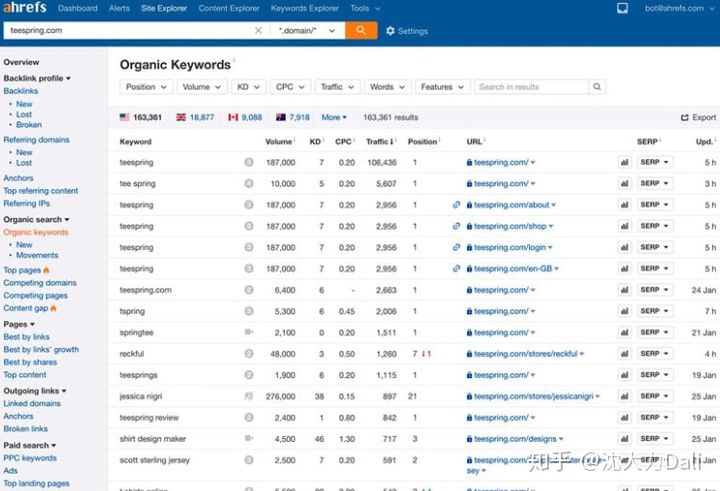 ahrefs Dashboard Alerts Site Explorer Content Explorer Keywords Explorer Tools bot@ahrefs.com
teespring.com *.domain/* Settings
Overview
Backlink profile
Backlinks
New
Lost
Broken
Referring domains
New
Lost
Anchors
Top referring content
Referring IPs
Organic search
Organic keywords
New
Movements
Top pages
Competing domains
Competing pages
Content gap
Pages
Best by links
Best by links' growth
Best by shares
Top content
Outgoing links
Linked domains
Anchors
Broken links
Paid search
PPC keywords
Ads
Top landing pages
Organic Keywords
Position Volume KD CPC Traffic Words Features Search in results
163,361 18,877 9,088 7,918 More 163,361 results Export
Keyword Volume KD CPC Traffic Position URL SERP Upd.
teespring 3 187,000 7 0.20 106,436 1 teespring.com/ SERP 5 h
tee spring 4 10,000 5 0.20 5,607 1 teespring.com/ SERP 3 h
teespring 3 187,000 7 0.20 2,956 1 teespring.com/about SERP 5 h
teespring 3 187,000 7 0.20 2,956 1 teespring.com/shop SERP 5 h
teespring 3 187,000 7 0.20 2,956 1 teespring.com/login SERP 5 h
teespring 3 187,000 7 0.20 2,956 1 teespring.com/en-GB SERP 5 h
teespring.com 2 6,400 6 - 2,663 1 teespring.com/ SERP 24 Jan
tspring 3 5,300 6 0.45 2,006 1 teespring.com/ SERP 7 h
springtee 2,100 0 0.20 1,511 1 teespring.com/ SERP 21 Jan
reckful 2 48,000 3 0.50 1,260 7 1 teespring.com/stores/reckful SERP 4 h
teesprings 2 1,900 6 0.20 1,115 1 teespring.com/ SERP 19 Jan
jessica nigri 276,000 38 0.15 897 21 teespring.com/stores/jessicanigri SERP 25 Jan
teespring review 2 2,400 1 0.80 842 1 teespring.com/ SERP 19 Jan
shirt design maker 4,500 46 1.30 717 3 teespring.com/designs SERP 25 Jan
scott sterling jersey 2 2,500 0 0.20 591 2
sey
知乎 @沈大力Dali